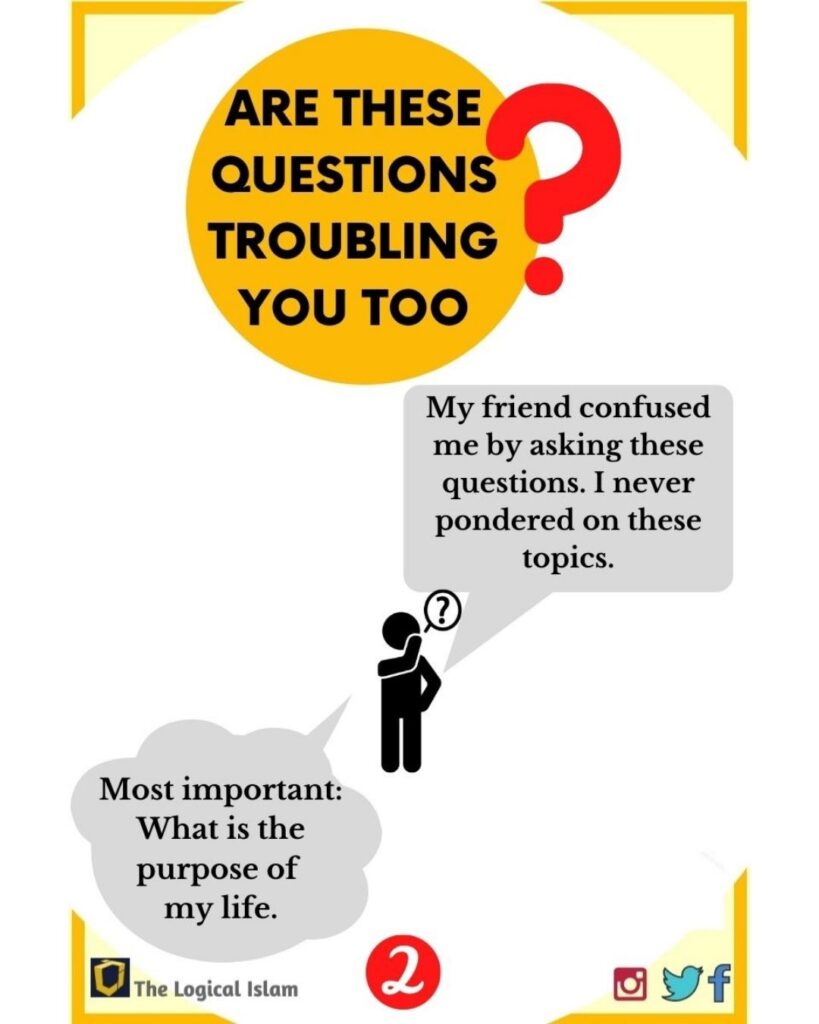 ARE THESE
QUESTIONS
TROUBLING
YOU TOO
?
My friend confused
me by asking these
questions. I never
pondered on these
topics.
?
Most important:
What is the
purpose of
my life.
The Logical Islam
2